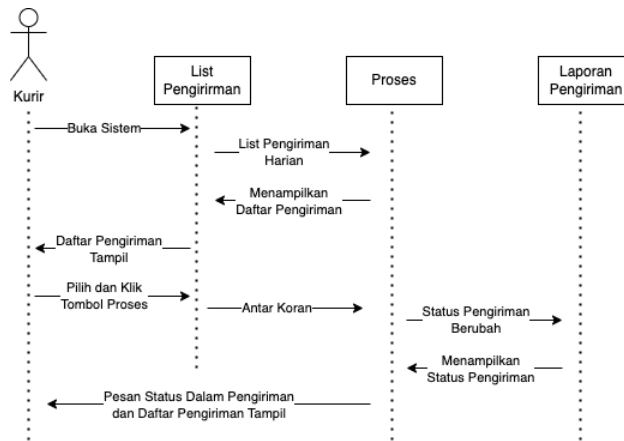 Kurir
List
Pengirirman
Proses
Laporan
Pengiriman
Buka Sistem
List Pengiriman
Harian
Menampilkan
Daftar Pengiriman
Daftar Pengiriman
Tampil
Pilih dan Klik
Tombol Proses
Antar Koran
Status Pengiriman
Berubah
Menampilkan
Status Pengiriman
Pesan Status Dalam Pengiriman
dan Daftar Pengiriman Tampil